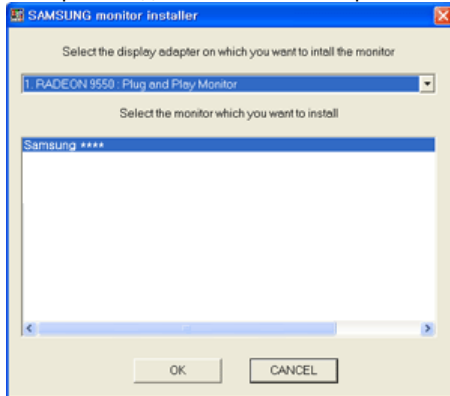 SAMSUNG monitor installer
Select the display adapter on which you want to intall the monitor
1. RADEON 9550 : Plug and Play Monitor
Select the monitor which you want to install
Samsung ****
OK
CANCEL